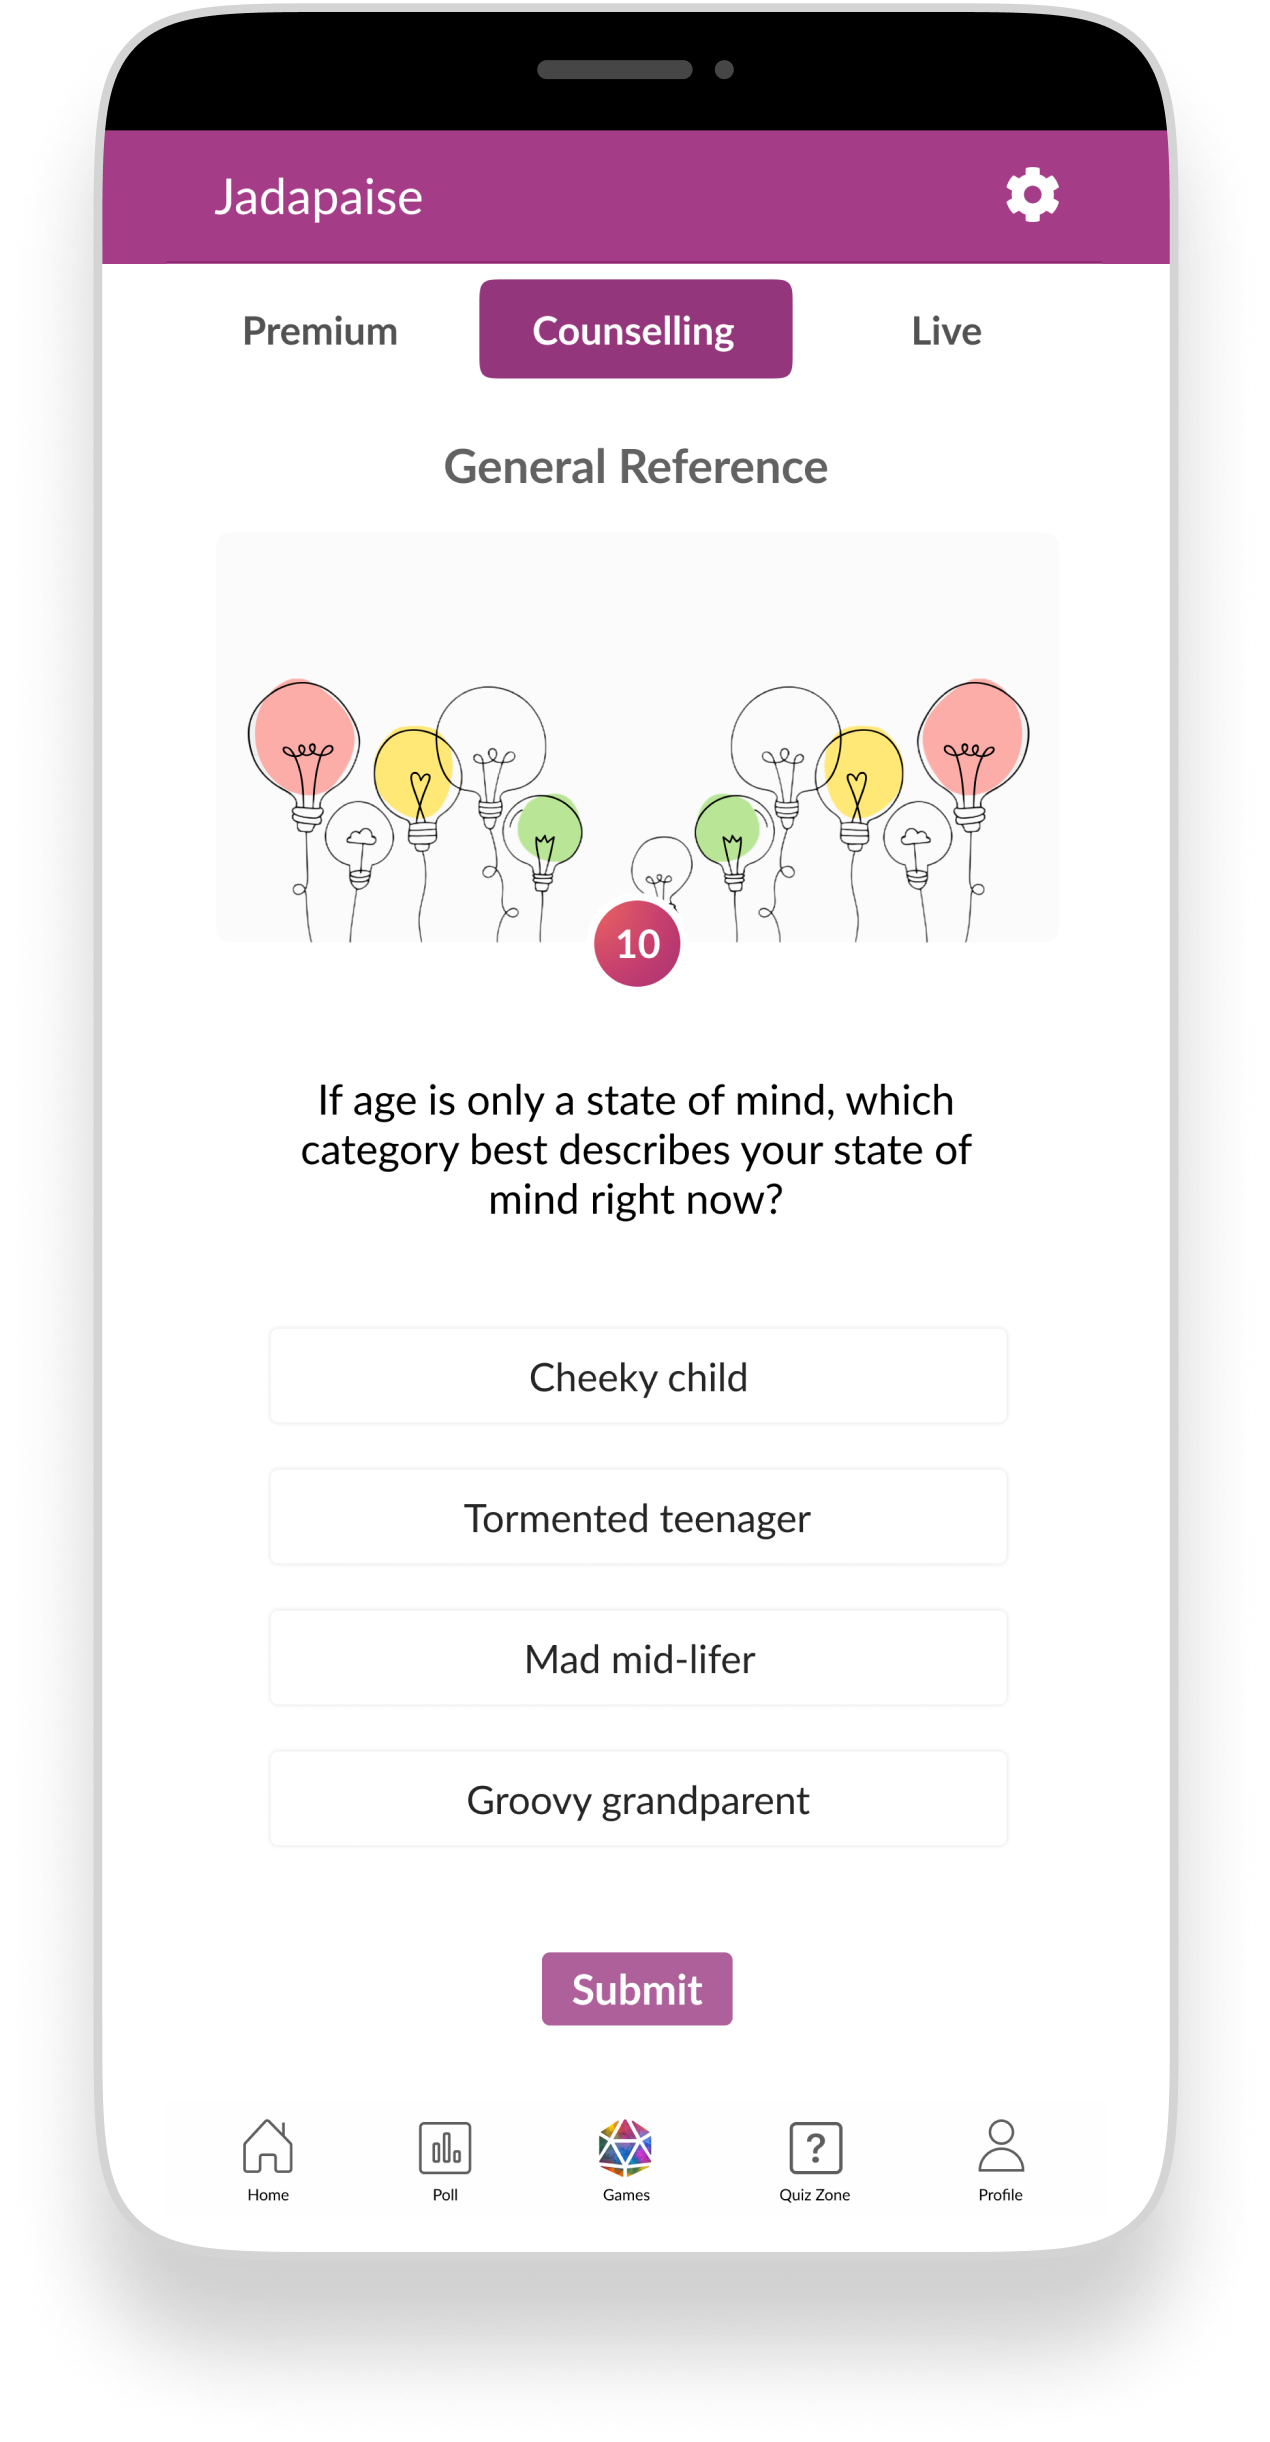 Jadapaise
Premium
Counselling
Live
General Reference
10
If age is only a state of mind, which
category best describes your state of
mind right now?
Cheeky child
Tormented teenager
Mad mid-lifer
Groovy grandparent
Submit
?
Home
Poll
Games
Quiz Zone
Profile